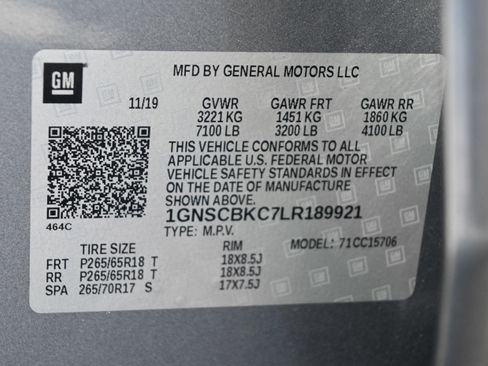 GM
MFD BY GENERAL MOTORS LLC
11/19 GVWR GAWR FRT GAWR RR
3221 KG 1451 KG 1860 KG
7100 LB 3200 LB 4100 LB
THIS VEHICLE CONFORMS TO ALL
APPLICABLE U.S. FEDERAL MOTOR
VEHICLE SAFETY STANDARDS IN EFFECT
ON THE DATE OF MANUFACTURE
SHOWN ABOVE.
1GNSCBKC7LR189921
464C
TYPE: M.P.V. MODEL: 71CC15706
TIRE SIZE RIM
FRT P265/65R18 T 18X8.5J
RR P265/65R18 T 18X8.5J
SPA 265/70R17 S 17X7.5J